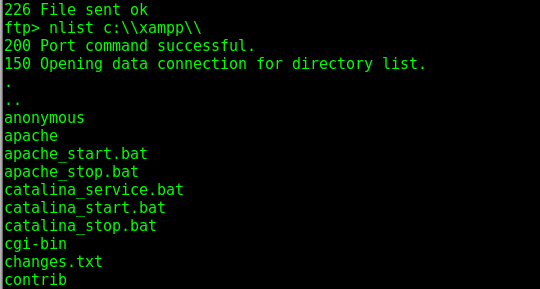 226 File sent ok
ftp> nlist c:\\xampp\\
200 Port command successful.
150 Opening data connection for directory list.
.
..
anonymous
apache
apache_start.bat
apache_stop.bat
catalina_service.bat
catalina_start.bat
catalina_stop.bat
cgi-bin
changes.txt
contrib